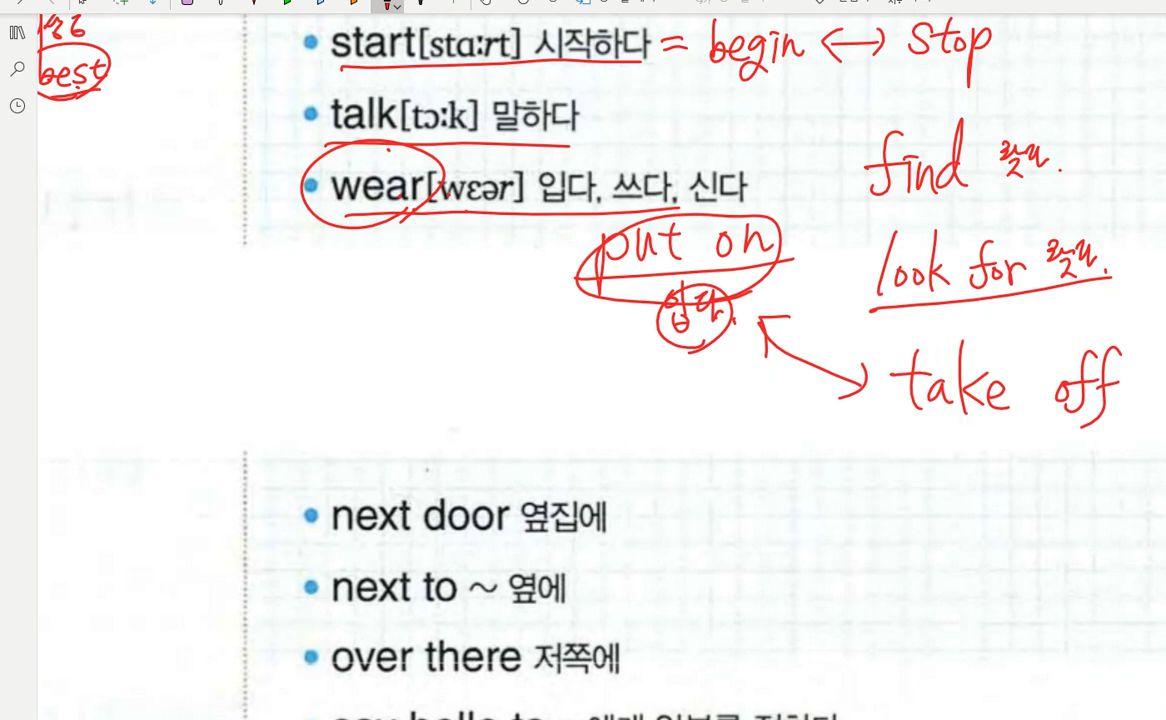 best
start[stɑːrt] 시작하다 = begin ↔ stop
talk[tɔːk] 말하다
find 찾다.
wear[wɛər] 입다, 쓰다, 신다
put on
look for 찾다.
입다.
take off
next door 옆집에
next to ~ 옆에
over there 저쪽에